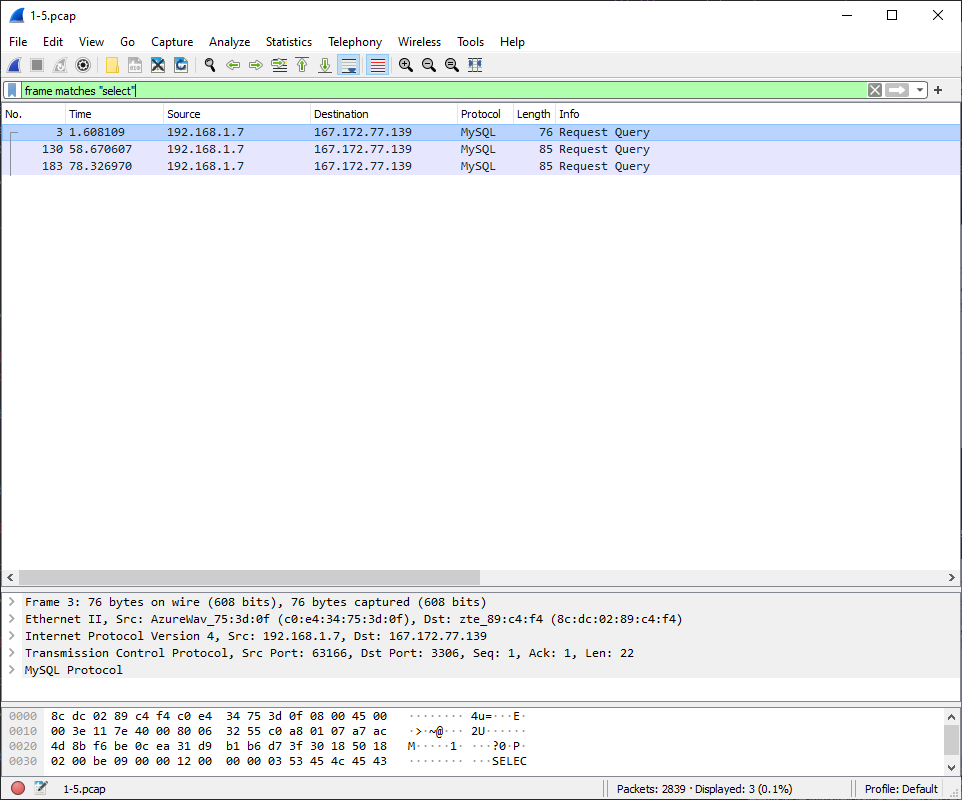 1-5.pcap
File Edit View Go Capture Analyze Statistics Telephony Wireless Tools Help
frame matches "select"
No. Time Source Destination Protocol Length Info
3 1.608109 192.168.1.7 167.172.77.139 MySQL 76 Request Query
130 58.670607 192.168.1.7 167.172.77.139 MySQL 85 Request Query
183 78.326970 192.168.1.7 167.172.77.139 MySQL 85 Request Query
Frame 3: 76 bytes on wire (608 bits), 76 bytes captured (608 bits)
Ethernet II, Src: AzureWav_75:3d:0f (c0:e4:34:75:3d:0f), Dst: zte_89:c4:f4 (8c:dc:02:89:c4:f4)
Internet Protocol Version 4, Src: 192.168.1.7, Dst: 167.172.77.139
Transmission Control Protocol, Src Port: 63166, Dst Port: 3306, Seq: 1, Ack: 1, Len: 22
MySQL Protocol
0000 8c dc 02 89 c4 f4 c0 e4 34 75 3d 0f 08 00 45 00 ········ 4u=···E·
0010 00 3e 11 7e 40 00 80 06 32 55 c0 a8 01 07 a7 ac ·>·~@··· 2U······
0020 4d 8b f6 be 0c ea 31 d9 b1 b6 d7 3f 30 18 50 18 M·····1· ···?0·P·
0030 02 00 be 09 00 00 12 00 00 00 03 53 45 4c 45 43 ········ ···SELEC
1-5.pcap Packets: 2839 · Displayed: 3 (0.1%) Profile: Default